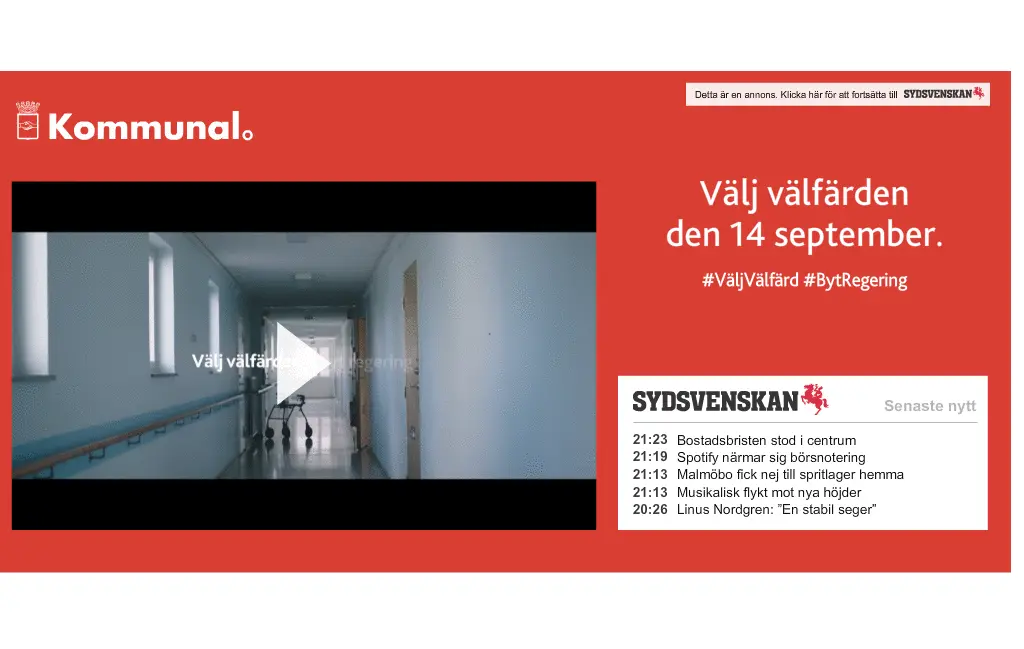 Detta är en annons. Klicka här för att fortsätta till SYDSVENSKAN
Kommunal.
Välj välfärden
den 14 september.
#VäljVälfärd #BytRegering
Välj välfärden
regering
SYDSVENSKAN Senaste nytt
21:23 Bostadsbristen stod i centrum
21:19 Spotify närmar sig börsnotering
21:13 Malmöbo fick nej till spritlager hemma
21:13 Musikalisk flykt mot nya höjder
20:26 Linus Nordgren: ”En stabil seger”